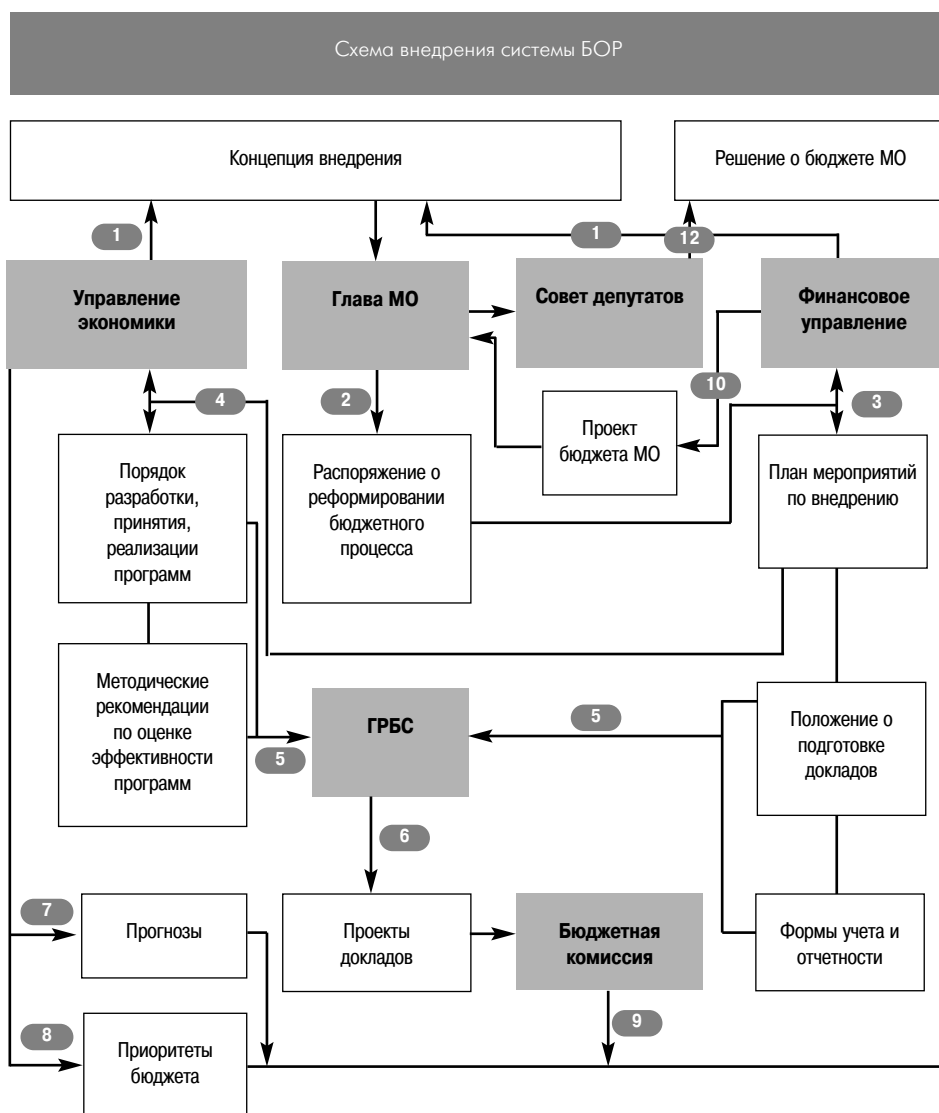 Схема внедрения системы БОР
Концепция внедрения
Решение о бюджете МО
1
1
12
Управление
экономики
Глава МО
Совет депутатов
Финансовое
управление
4
2
10
3
Проект
бюджета МО
Порядок
разработки,
принятия,
реализации
программ
Распоряжение о
реформировании
бюджетного
процесса
План мероприятий
по внедрению
Методические
рекомендации
по оценке
эффективности
программ
5
ГРБС
5
Положение о
подготовке
докладов
6
7
Прогнозы
Проекты
докладов
Бюджетная
комиссия
Формы учета и
отчетности
8
Приоритеты
бюджета
9